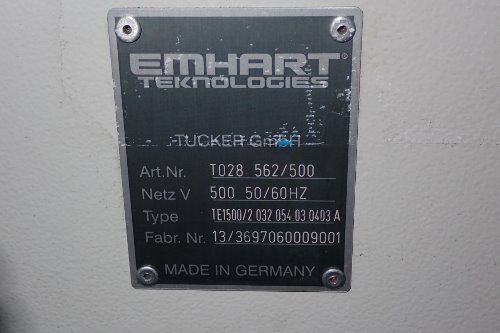 EMHART®
TEKNOLOGIES
TUCKER GmbH
Art.Nr. T028 562/500
Netz V 500 50/60HZ
Type TE1500/2 032 054 03 0403 A
Fabr. Nr. 13/3697060009001
MADE IN GERMANY